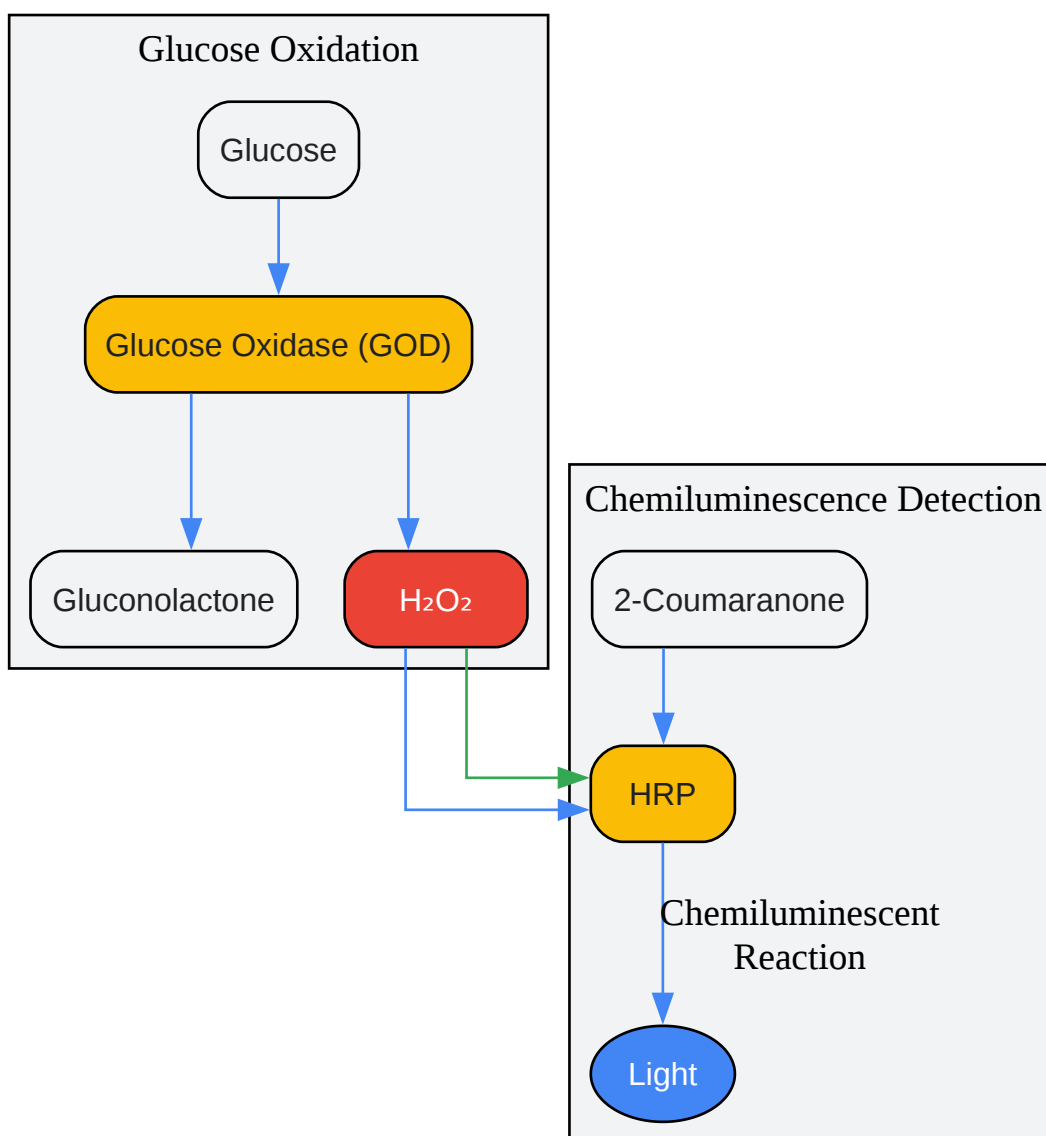 Glucose Oxidation
Glucose
Glucose Oxidase (GOD)
Gluconolactone
H₂O₂
Chemiluminescence Detection
2-Coumaranone
HRP
Chemiluminescent
Reaction
Light